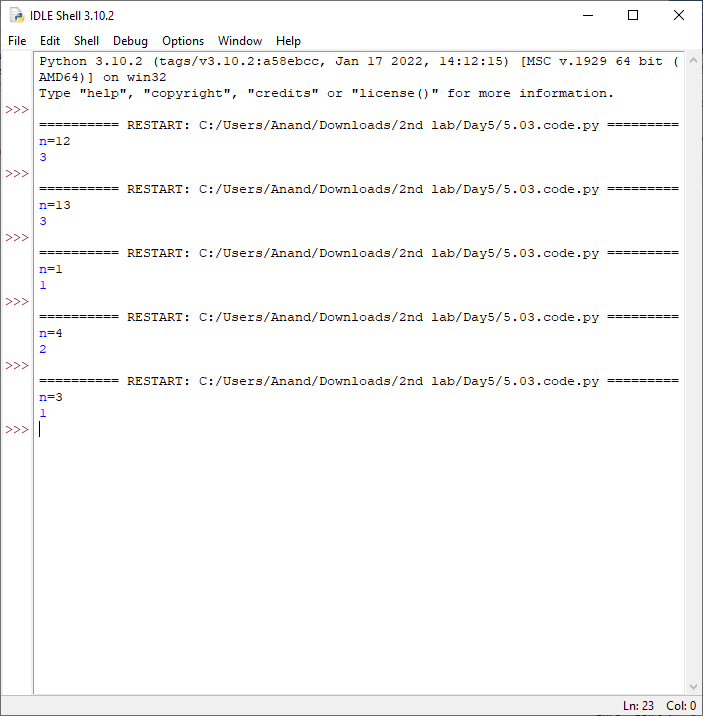 IDLE Shell 3.10.2
File Edit Shell Debug Options Window Help
Python 3.10.2 (tags/v3.10.2:a58ebcc, Jan 17 2022, 14:12:15) [MSC v.1929 64 bit (
AMD64)] on win32
Type "help", "copyright", "credits" or "license()" for more information.
>>>
========== RESTART: C:/Users/Anand/Downloads/2nd lab/Day5/5.03.code.py =========
n=12
3
>>>
========== RESTART: C:/Users/Anand/Downloads/2nd lab/Day5/5.03.code.py =========
n=13
3
>>>
========== RESTART: C:/Users/Anand/Downloads/2nd lab/Day5/5.03.code.py =========
n=1
1
>>>
========== RESTART: C:/Users/Anand/Downloads/2nd lab/Day5/5.03.code.py =========
n=4
2
>>>
========== RESTART: C:/Users/Anand/Downloads/2nd lab/Day5/5.03.code.py =========
n=3
1
>>>
Ln: 23 Col: 0